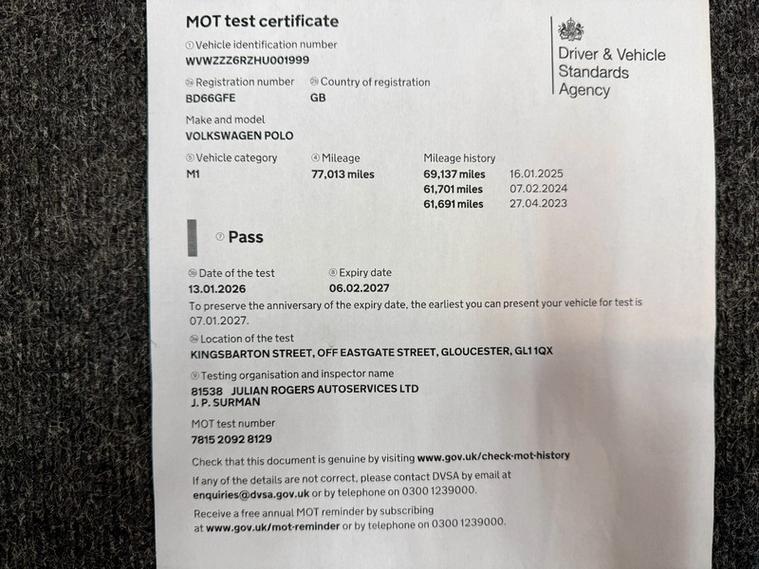 MOT test certificate
① Vehicle identification number
WVWZZZ6RZHU001999
Registration number Country of registration
BD66GFE GB
Make and model
VOLKSWAGEN POLO
⑤ Vehicle category ④ Mileage Mileage history
M1 77,013 miles 69,137 miles 16.01.2025
61,701 miles 07.02.2024
61,691 miles 27.04.2023
⑦ Pass
Date of the test ⑧ Expiry date
13.01.2026 06.02.2027
To preserve the anniversary of the expiry date, the earliest you can present your vehicle for test is
07.01.2027.
Location of the test
KINGSBARTON STREET, OFF EASTGATE STREET, GLOUCESTER, GL1 1QX
⑨ Testing organisation and inspector name
81538 JULIAN ROGERS AUTOSERVICES LTD
J. P. SURMAN
MOT test number
7815 2092 8129
Check that this document is genuine by visiting www.gov.uk/check-mot-history
If any of the details are not correct, please contact DVSA by email at
enquiries@dvsa.gov.uk or by telephone on 0300 1239000.
Receive a free annual MOT reminder by subscribing
at www.gov.uk/mot-reminder or by telephone on 0300 1239000.
Driver & Vehicle
Standards
Agency